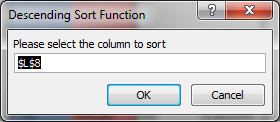 Descending Sort Function
?
Please select the column to sort
$L$8
OK Cancel